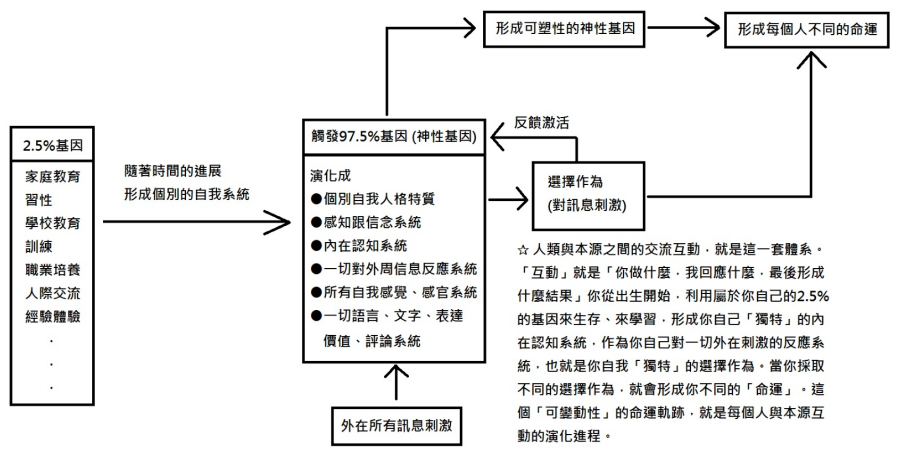 形成可塑性的神性基因
形成每個人不同的命運
2.5%基因
家庭教育
習性
學校教育
訓練
職業培養
人際交流
經驗體驗
．
．
．
隨著時間的進展
形成個別的自我系統
觸發97.5%基因 (神性基因)
演化成
●個別自我人格特質
●感知跟信念系統
●內在認知系統
●一切對外周信息反應系統
●所有自我感覺、感官系統
●一切語言、文字、表達
價值、評論系統
外在所有訊息刺激
反饋激活
選擇作為
(對訊息刺激)
☆ 人類與本源之間的交流互動，就是這一套體系。
「互動」就是「你做什麼，我回應什麼，最後形成
什麼結果」你從出生開始，利用屬於你自己的2.5%
的基因來生存、來學習，形成你自己「獨特」的內
在認知系統，作為你自己對一切外在刺激的反應系
統，也就是你自我「獨特」的選擇作為。當你採取
不同的選擇作為，就會形成你不同的「命運」。這
個「可變動性」的命運軌跡，就是每個人與本源互
動的演化進程。